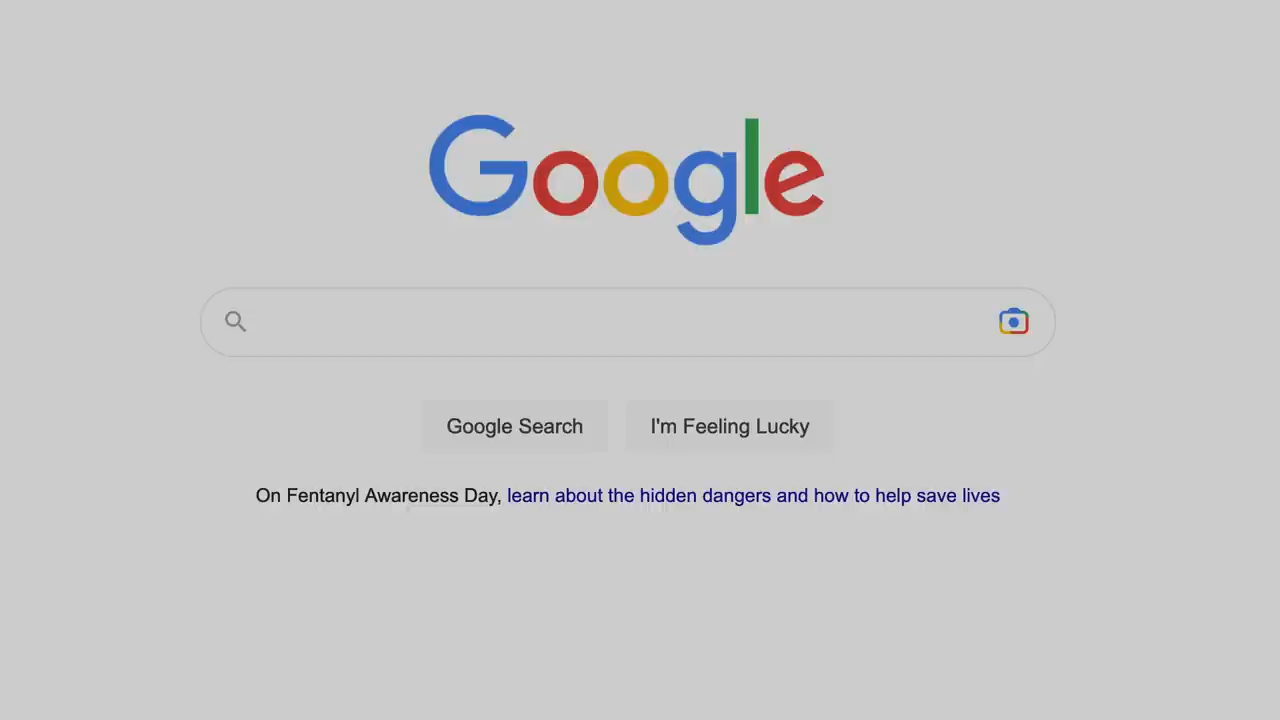 Google
Google Search
I'm Feeling Lucky
On Fentanyl Awareness Day, learn about the hidden dangers and how to help save lives